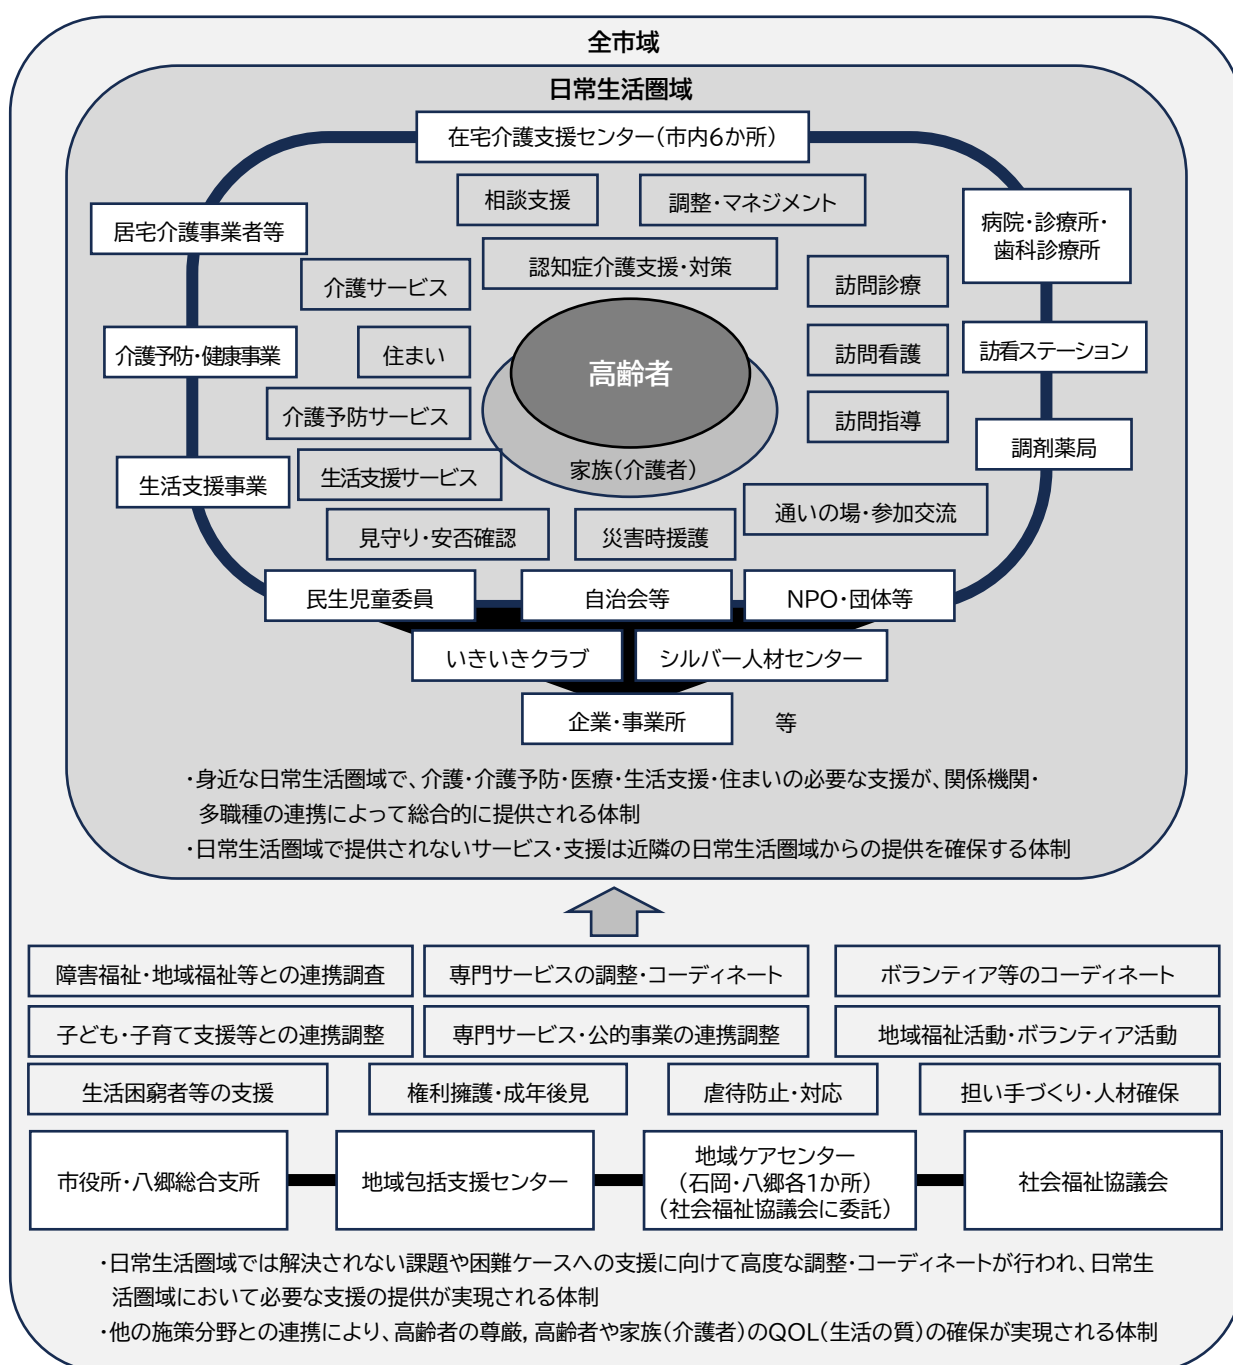 全市域
日常生活圏域
在宅介護支援センター（市内6か所）
相談支援
調整・マネジメント
居宅介護事業者等
病院・診療所・
歯科診療所
認知症介護支援・対策
介護サービス
訪問診療
介護予防・健康事業
住まい
高齢者
訪問看護
訪看ステーション
介護予防サービス
訪問指導
調剤薬局
家族（介護者）
生活支援事業
生活支援サービス
通いの場・参加交流
見守り・安否確認
災害時援護
民生児童委員
自治会等
NPO・団体等
いきいきクラブ
シルバー人材センター
企業・事業所
等
・身近な日常生活圏域で、介護・介護予防・医療・生活支援・住まいの必要な支援が、関係機関・
多職種の連携によって総合的に提供される体制
・日常生活圏域で提供されないサービス・支援は近隣の日常生活圏域からの提供を確保する体制
障害福祉・地域福祉等との連携調査
専門サービスの調整・コーディネート
ボランティア等のコーディネート
子ども・子育て支援等との連携調整
専門サービス・公的事業の連携調整
地域福祉活動・ボランティア活動
生活困窮者等の支援
権利擁護・成年後見
虐待防止・対応
担い手づくり・人材確保
市役所・八郷総合支所
地域包括支援センター
地域ケアセンター
（石岡・八郷各1か所）
（社会福祉協議会に委託）
社会福祉協議会
・日常生活圏域では解決されない課題や困難ケースへの支援に向けて高度な調整・コーディネートが行われ、日常生
活圏域において必要な支援の提供が実現される体制
・他の施策分野との連携により、高齢者の尊厳，高齢者や家族（介護者）のQOL（生活の質）の確保が実現される体制